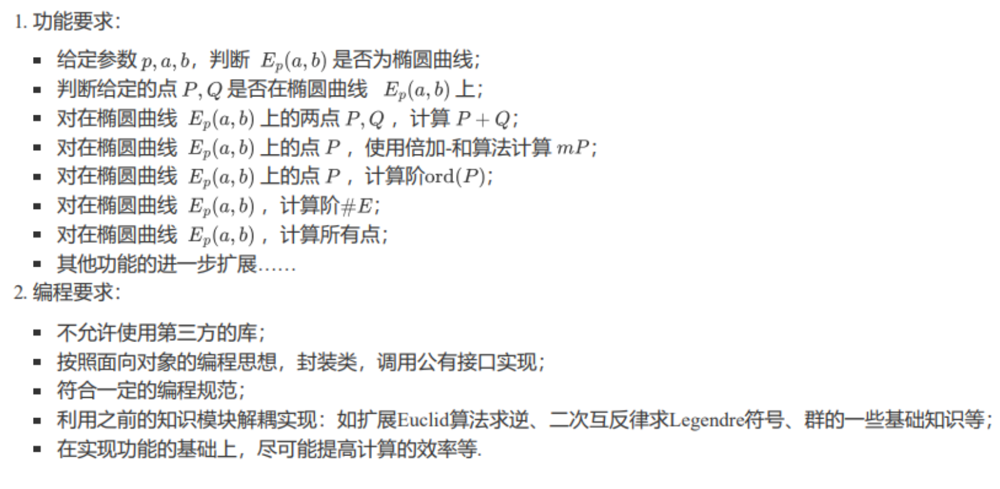 1. 功能要求：
▪ 给定参数 p, a, b，判断 E_p(a, b) 是否为椭圆曲线；
▪ 判断给定的点 P, Q 是否在椭圆曲线 E_p(a, b) 上；
▪ 对在椭圆曲线 E_p(a, b) 上的两点 P, Q ，计算 P + Q；
▪ 对在椭圆曲线 E_p(a, b) 上的点 P ，使用倍加-和算法计算 mP；
▪ 对在椭圆曲线 E_p(a, b) 上的点 P ，计算阶ord(P)；
▪ 对在椭圆曲线 E_p(a, b) ，计算阶#E；
▪ 对在椭圆曲线 E_p(a, b) ，计算所有点；
▪ 其他功能的进一步扩展……
2. 编程要求：
▪ 不允许使用第三方的库；
▪ 按照面向对象的编程思想，封装类，调用公有接口实现；
▪ 符合一定的编程规范；
▪ 利用之前的知识模块解耦实现：如扩展Euclid算法求逆、二次互反律求Legendre符号、群的一些基础知识等；
▪ 在实现功能的基础上，尽可能提高计算的效率等.